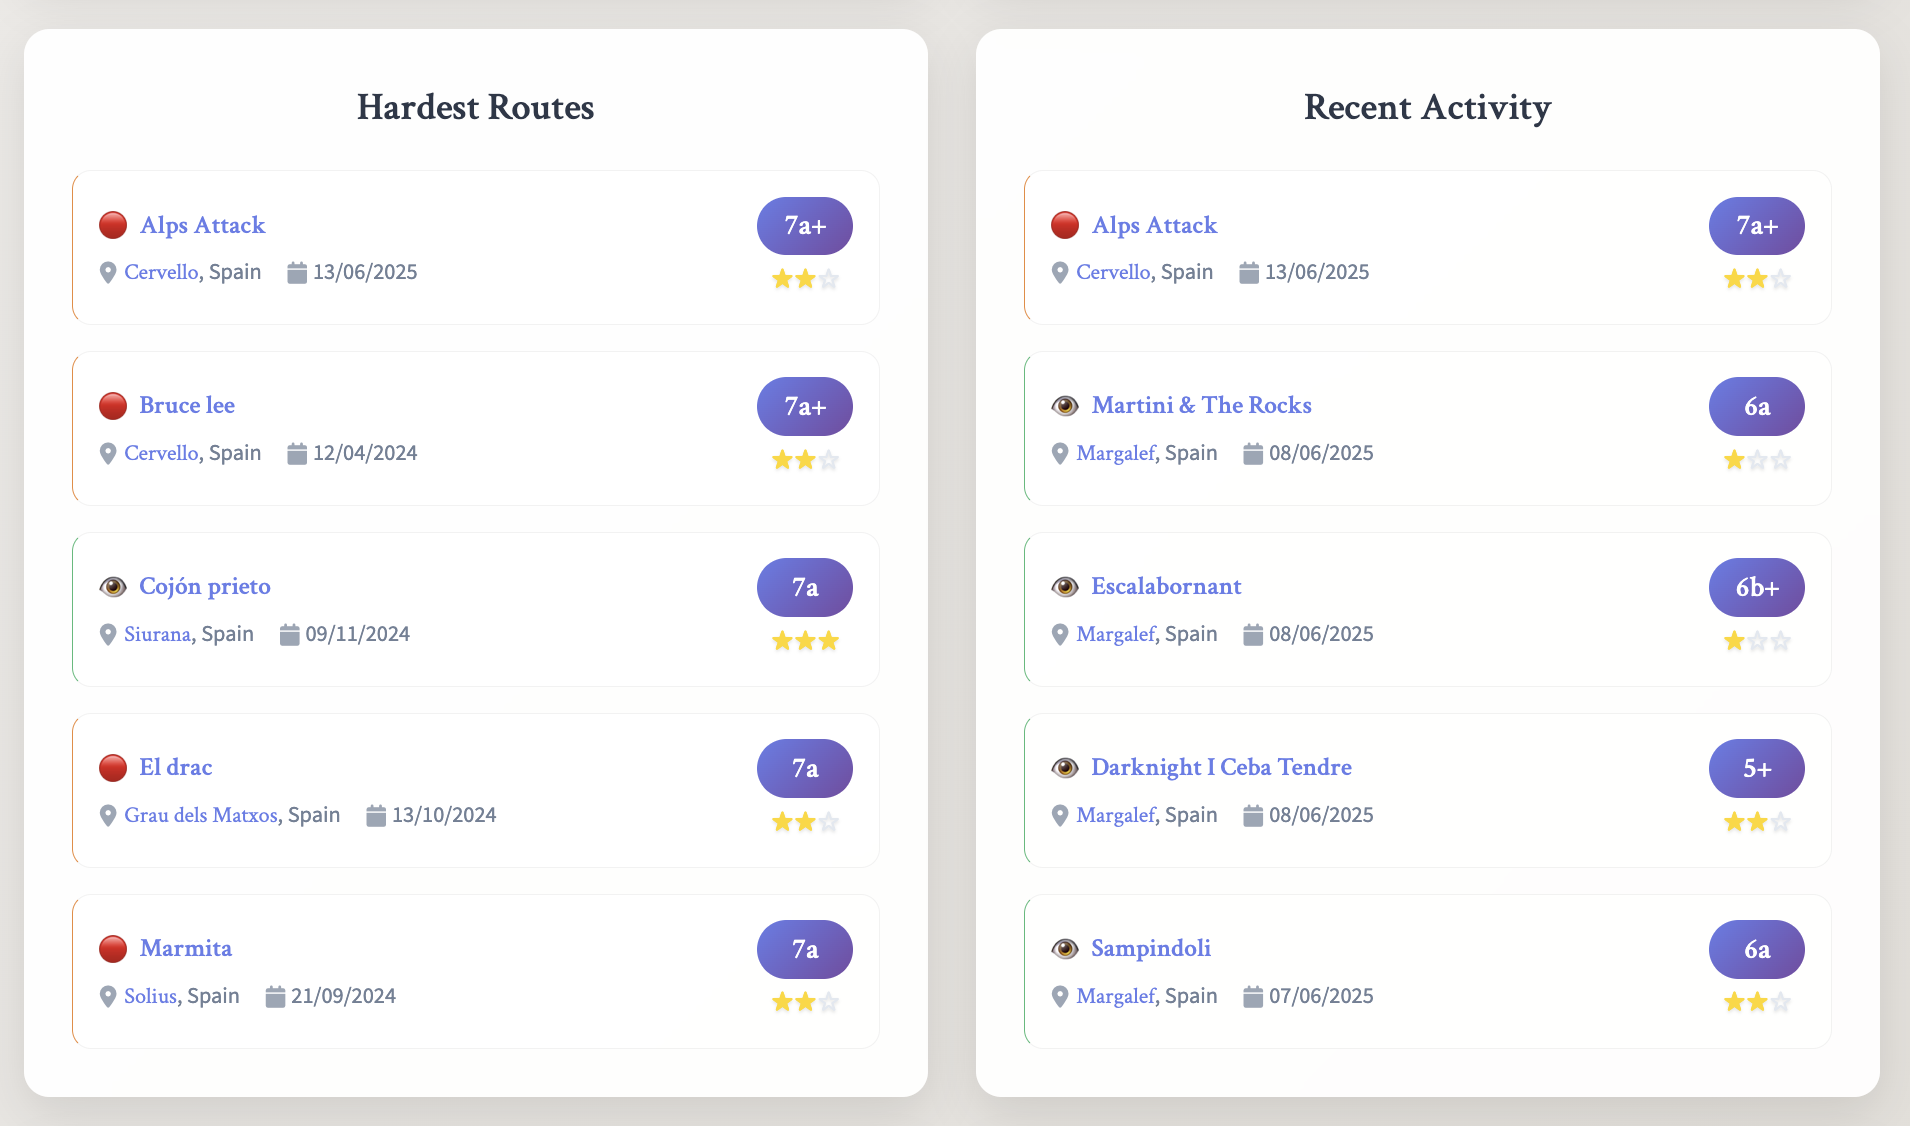 Hardest Routes
Alps Attack
7a+
Cervello, Spain 13/06/2025
Bruce lee
7a+
Cervello, Spain 12/04/2024
Cojón prieto
7a
Siurana, Spain 09/11/2024
El drac
7a
Grau dels Matxos, Spain 13/10/2024
Marmita
7a
Solius, Spain 21/09/2024
Recent Activity
Alps Attack
7a+
Cervello, Spain 13/06/2025
Martini & The Rocks
6a
Margalef, Spain 08/06/2025
Escalabornant
6b+
Margalef, Spain 08/06/2025
Darknight I Ceba Tendre
5+
Margalef, Spain 08/06/2025
Sampindoli
6a
Margalef, Spain 07/06/2025